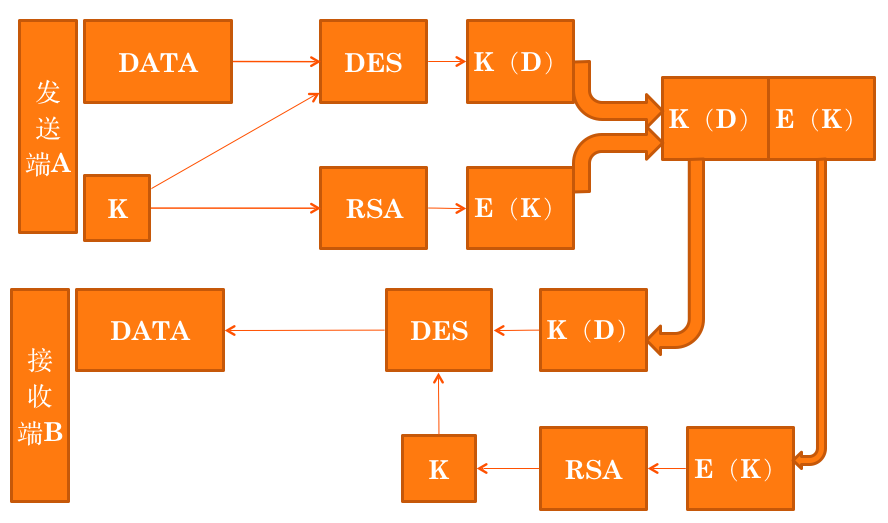 发
送
端A
DATA
DES
K（D）
K
RSA
E（K）
K（D）
E（K）
接
收
端B
DATA
DES
K（D）
K
RSA
E（K）